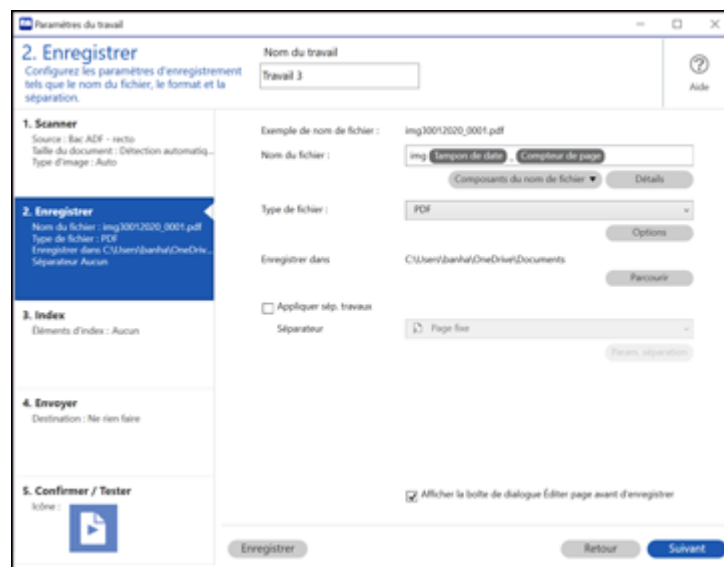 Paramètres du travail
2. Enregistrer
Configurez les paramètres d'enregistrement
tels que le nom du fichier, le format et la
séparation.
Nom du travail
Travail 3
Aide
1. Scanner
Source : Bac ADF - recto
Taille du document : Détection automatiq...
Type d'image : Auto
2. Enregistrer
Nom du fichier : img30012020_0001.pdf
Type de fichier : PDF
Enregistrer dans C:\Users\banha\OneDriv...
Séparateur Aucun
3. Index
Éléments d'index : Aucun
4. Envoyer
Destination : Ne rien faire
5. Confirmer / Tester
Icône :
Exemple de nom de fichier : img30012020_0001.pdf
Nom du fichier : img Tampon de date _ Compteur de page
Composants du nom de fichier ▼ Détails
Type de fichier : PDF
Options
Enregistrer dans C:\Users\banha\OneDrive\Documents
Parcourir
Appliquer sép. travaux
Séparateur Page fixe
Param. séparation
Afficher la boîte de dialogue Éditer page avant d'enregistrer
Enregistrer Retour Suivant